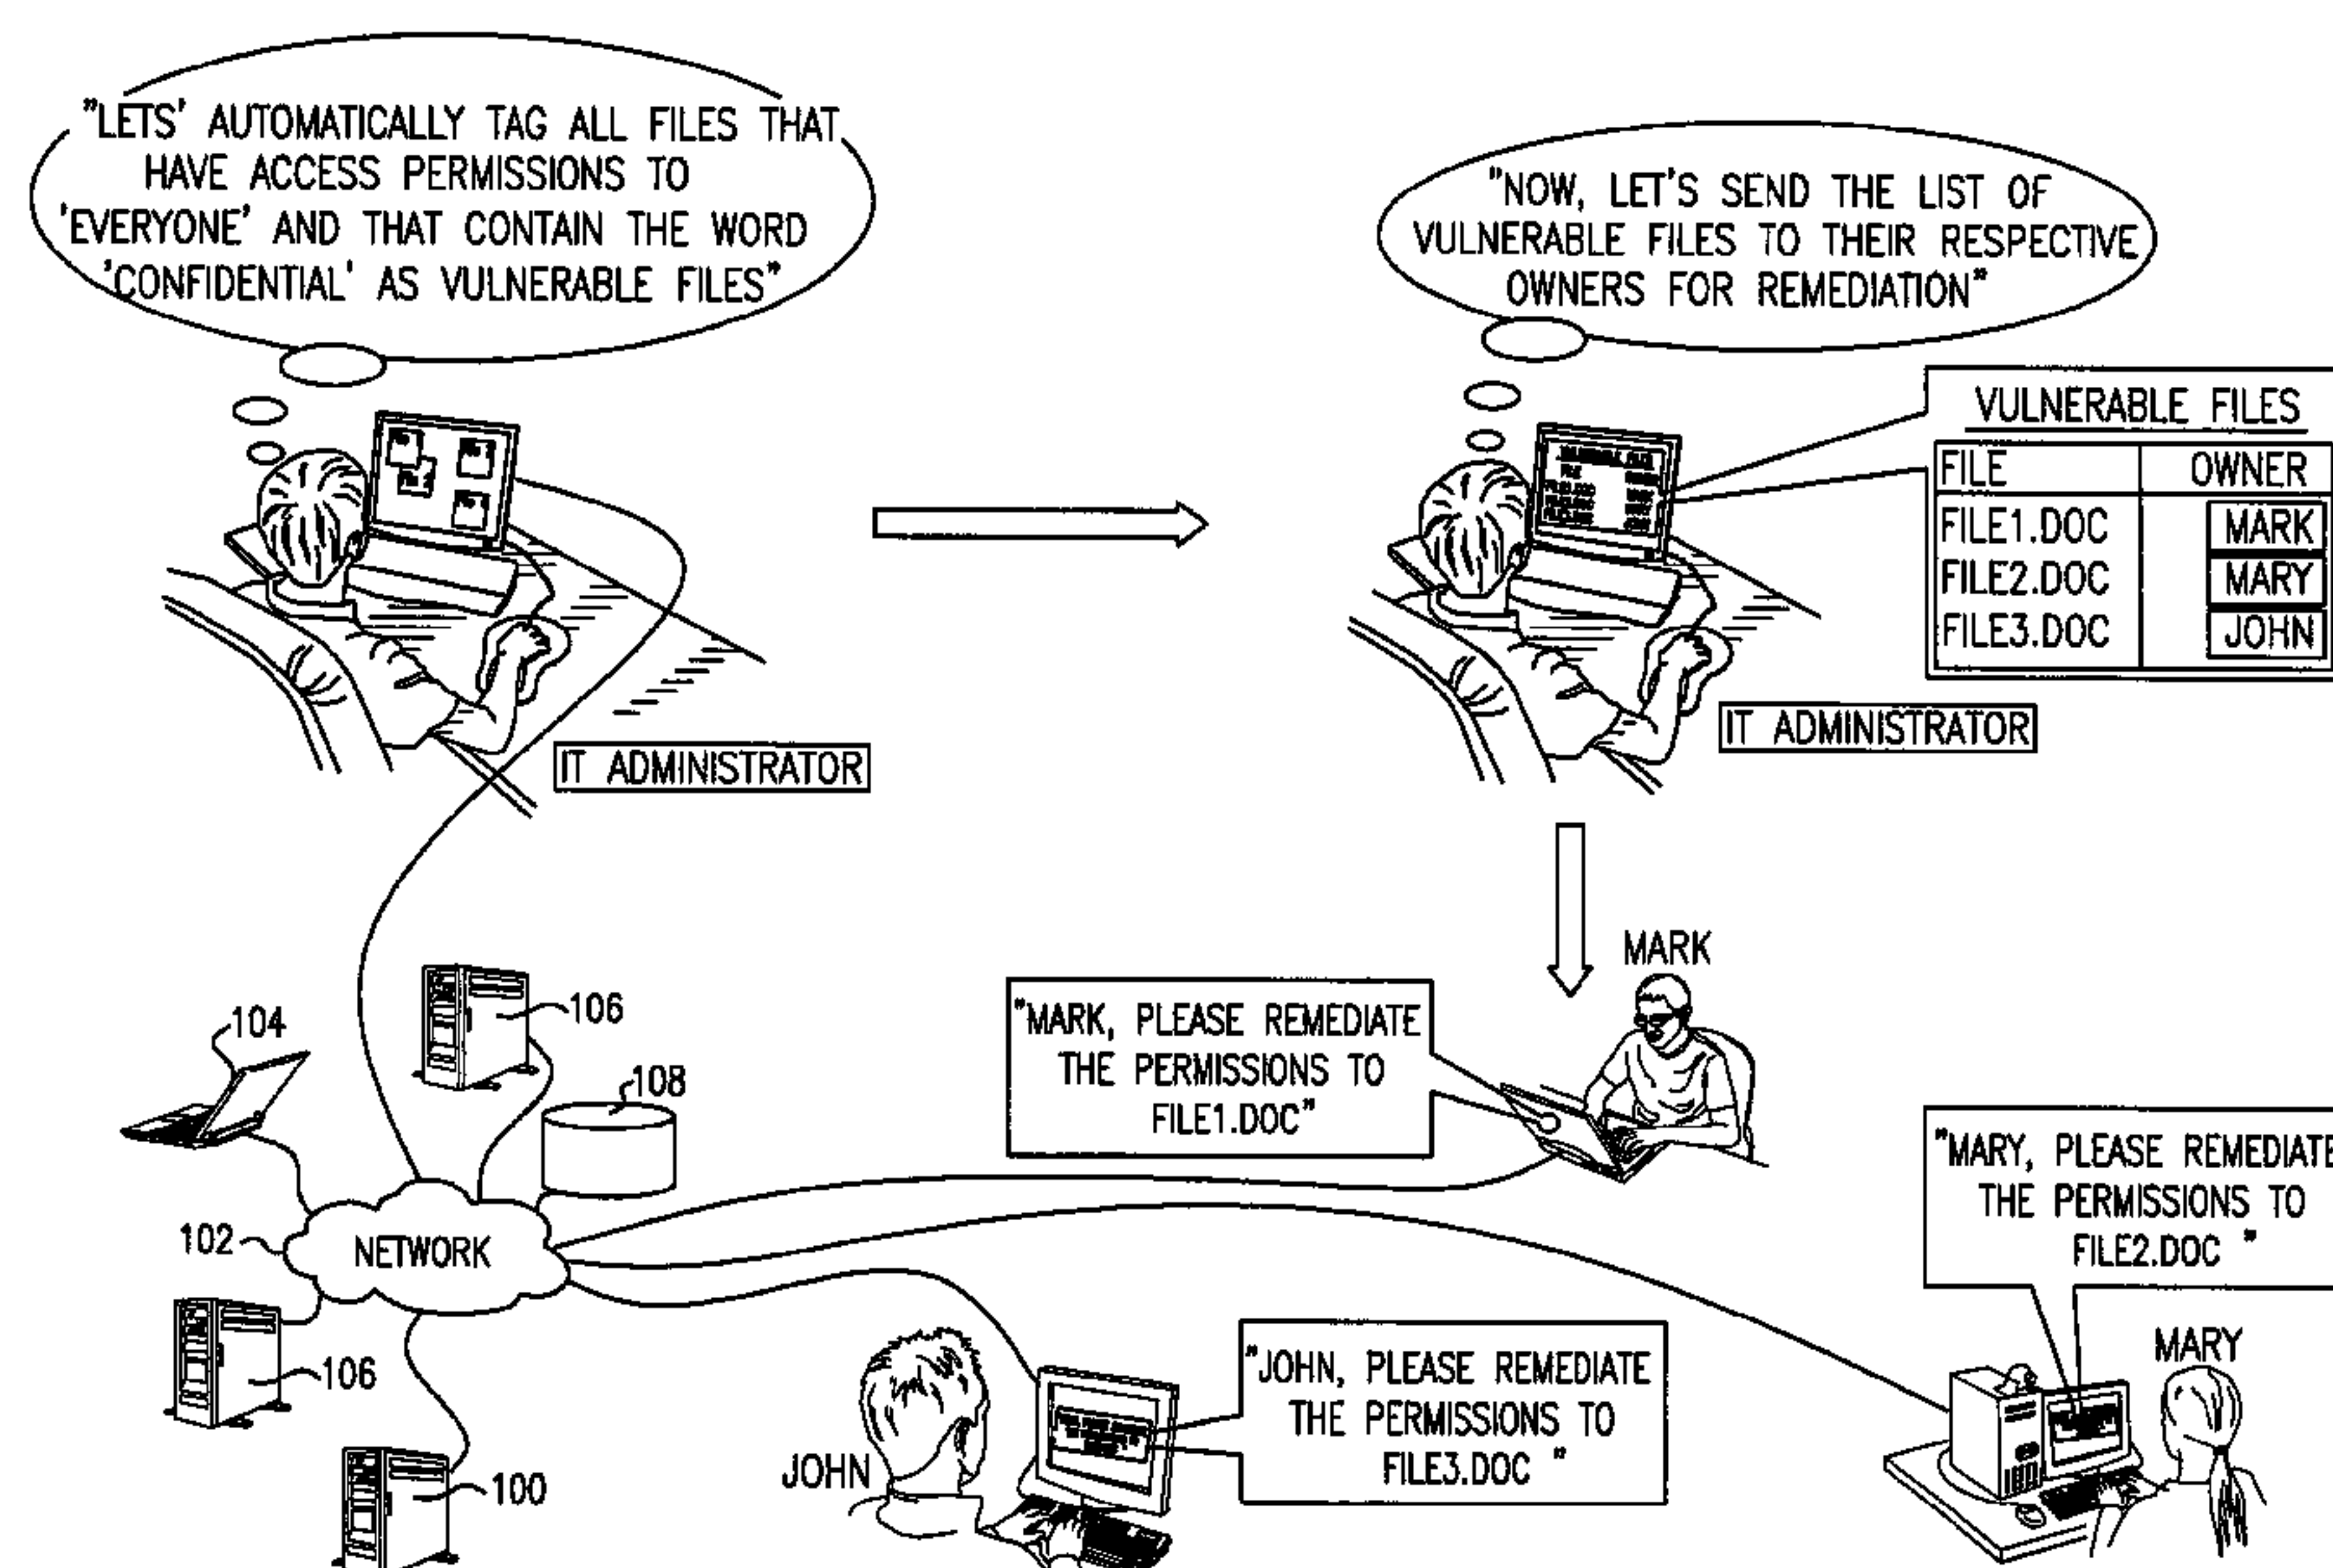 "LETS' AUTOMATICALLY TAG ALL FILES THAT
HAVE ACCESS PERMISSIONS TO
'EVERYONE' AND THAT CONTAIN THE WORD
'CONFIDENTIAL' AS VULNERABLE FILES"
"NOW, LET'S SEND THE LIST OF
VULNERABLE FILES TO THEIR RESPECTIVE
OWNERS FOR REMEDIATION"
VULNERABLE FILES
FILE OWNER
FILE1.DOC MARK
FILE2.DOC MARY
FILE3.DOC JOHN
IT ADMINISTRATOR
IT ADMINISTRATOR
MARK
"MARK, PLEASE REMEDIATE
THE PERMISSIONS TO
FILE1.DOC"
106
104
108
102
NETWORK
"MARY, PLEASE REMEDIATE
THE PERMISSIONS TO
FILE2.DOC "
MARY
106
"JOHN, PLEASE REMEDIATE
THE PERMISSIONS TO
FILE3.DOC "
JOHN
100